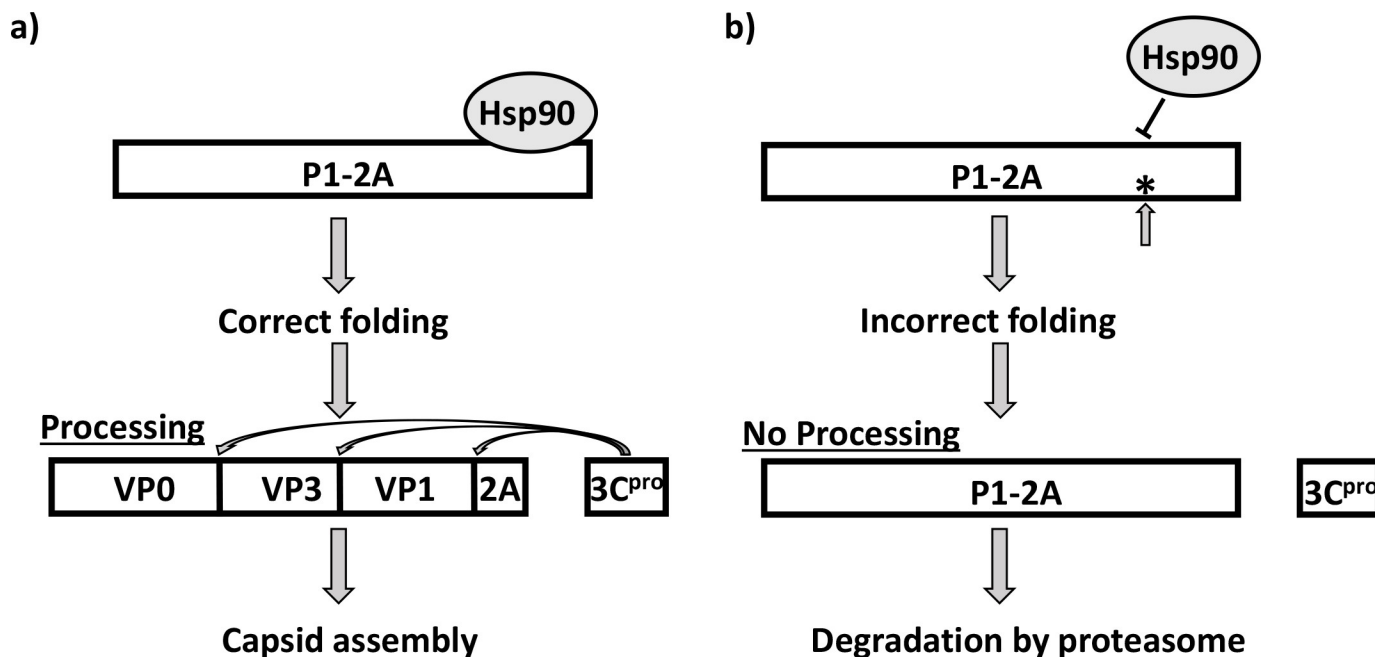 a)
Hsp90
P1-2A
Correct folding
Processing
VP0 VP3 VP1 2A 3Cpro
Capsid assembly
b)
Hsp90
P1-2A
*
Incorrect folding
No Processing
P1-2A 3Cpro
Degradation by proteasome